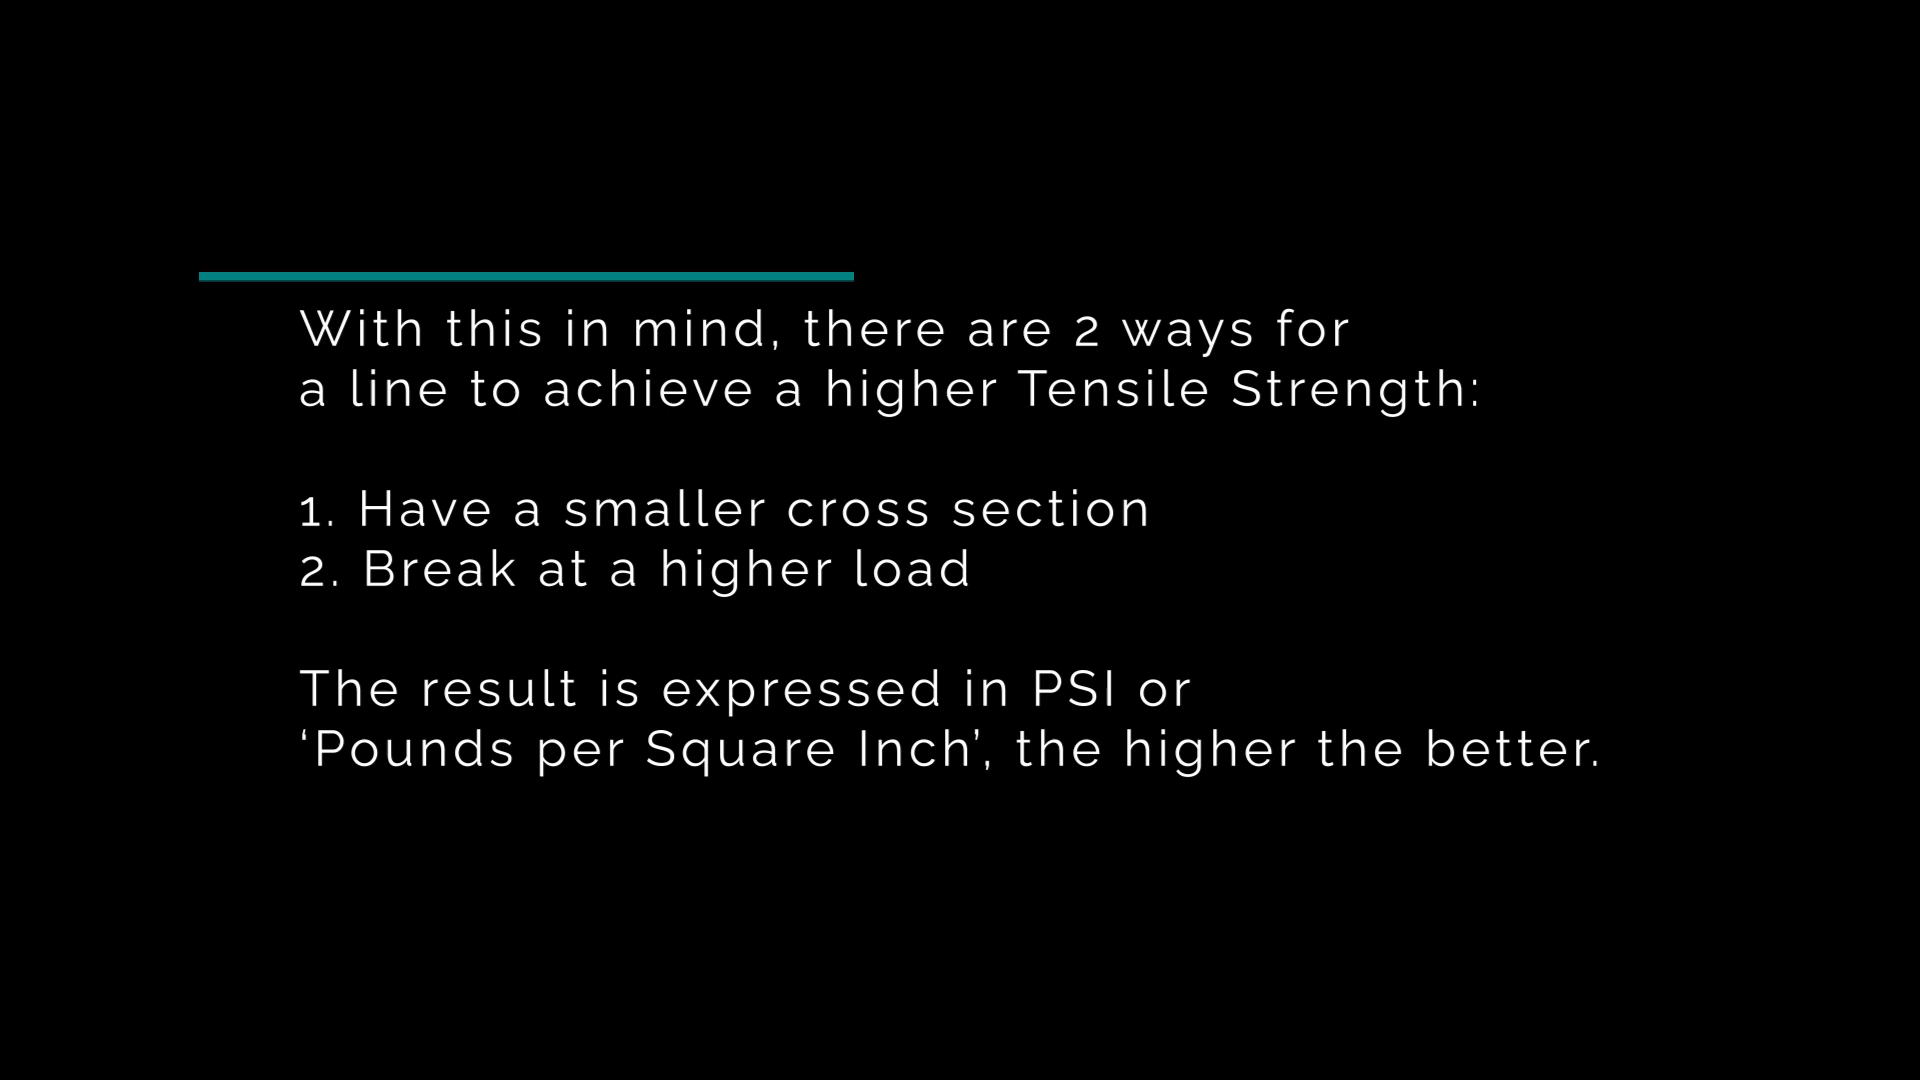 With this in mind, there are 2 ways for
a line to achieve a higher Tensile Strength:
1. Have a smaller cross section
2. Break at a higher load
The result is expressed in PSI or
‘Pounds per Square Inch’, the higher the better.